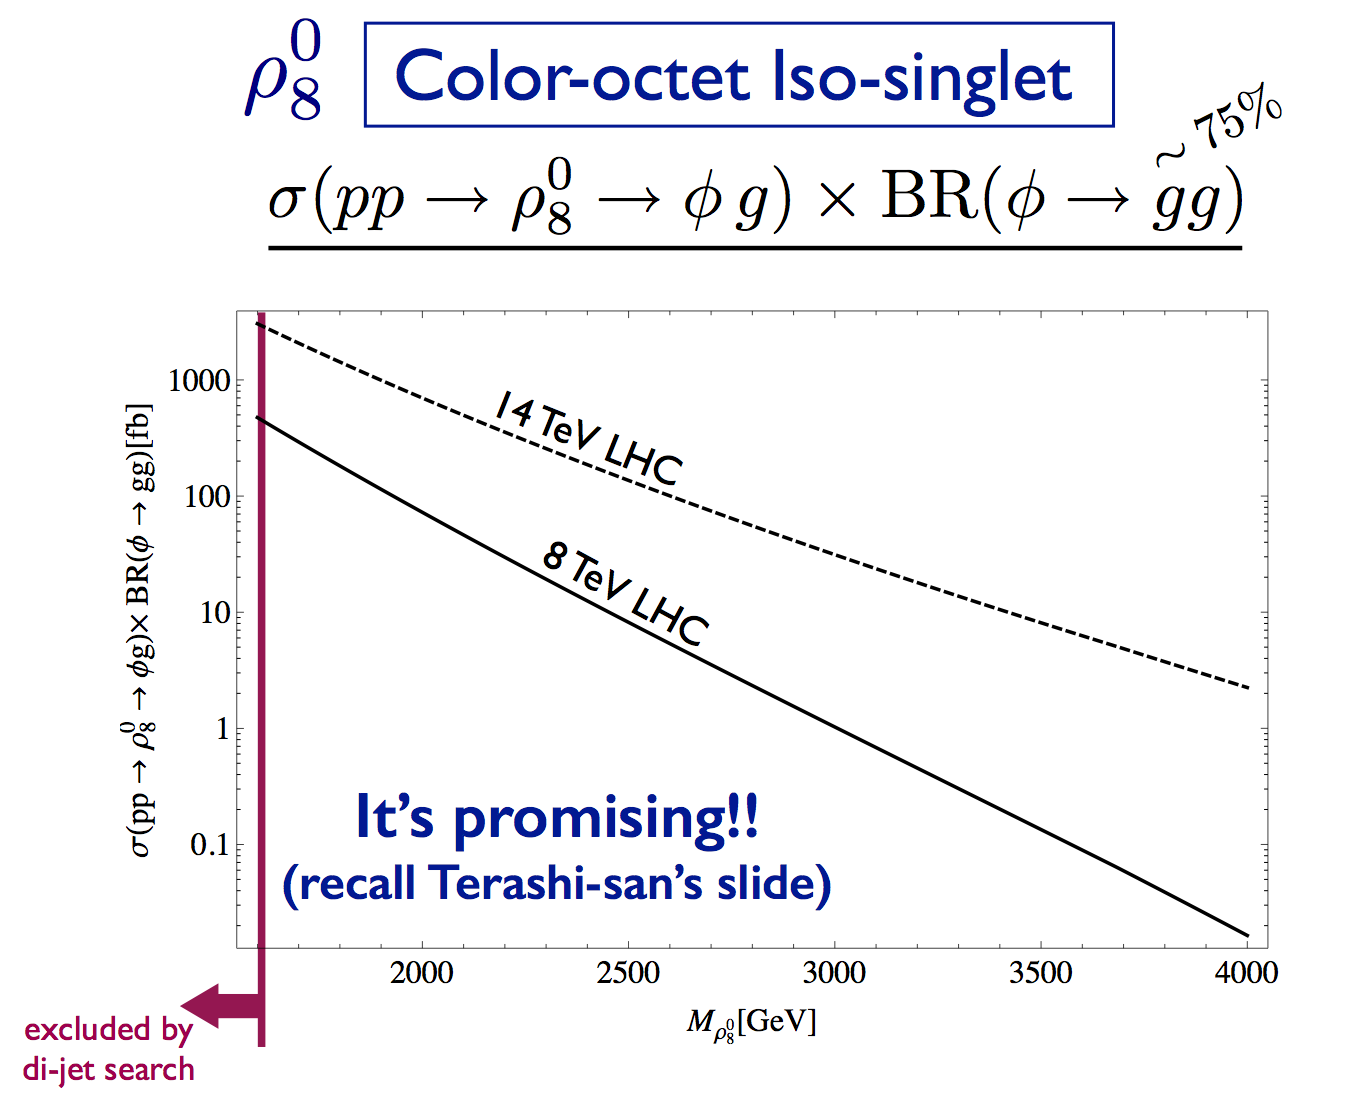 ρ₈⁰ Color-octet Iso-singlet
~ 75%
σ(pp → ρ₈⁰ → ϕ g) × BR(ϕ → gg)
σ(pp → ρ₈⁰ → ϕg)× BR(ϕ → gg)[fb]
1000
100
10
1
0.1
14 TeV LHC
8 TeV LHC
It's promising!!
(recall Terashi-san's slide)
2000 2500 3000 3500 4000
M_ρ₈⁰[GeV]
excluded by
di-jet search